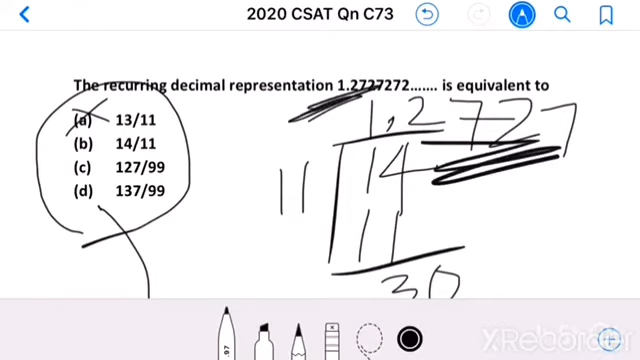 2020 CSAT Qn C73
The recurring decimal representation 1.2727272....... is equivalent to
(a) 13/11
(b) 14/11
(c) 127/99
(d) 137/99
1.2727
11 14
11
30
.97
XRecorder